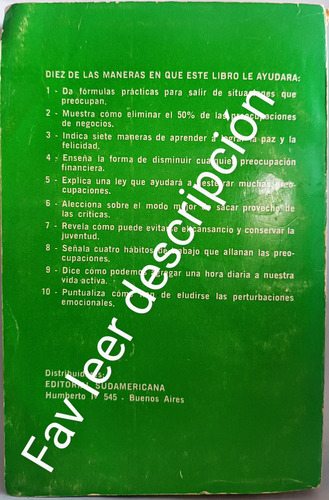 DIEZ DE LAS MANERAS EN QUE ESTE LIBRO LE AYUDARA:
1 - Da fórmulas prácticas para salir de situaciones que
preocupan.
2 - Muestra cómo eliminar el 50% de las preocupaciones
de negocios.
3 - Indica siete maneras de aprender a lograr la paz y la
felicidad.
4 - Enseña la forma de disminuir cualquier preocupación
financiera.
5 - Explica una ley que ayudará a desterrar muchas preo-
cupaciones.
6 - Alecciona sobre el modo mejor de sacar provecho de
las críticas.
7 - Revela cómo puede evitarse el cansancio y conservar la
juventud.
8 - Señala cuatro hábitos de trabajo que allanan las preo-
cupaciones.
9 - Dice cómo podemos agregar una hora diaria a nuestra
vida activa.
10 - Puntualiza cómo han de eludirse las perturbaciones
emocionales.
Distribuidores:
EDITORIAL SUDAMERICANA
Humberto Iº 545 - Buenos Aires
Fav leer descripción